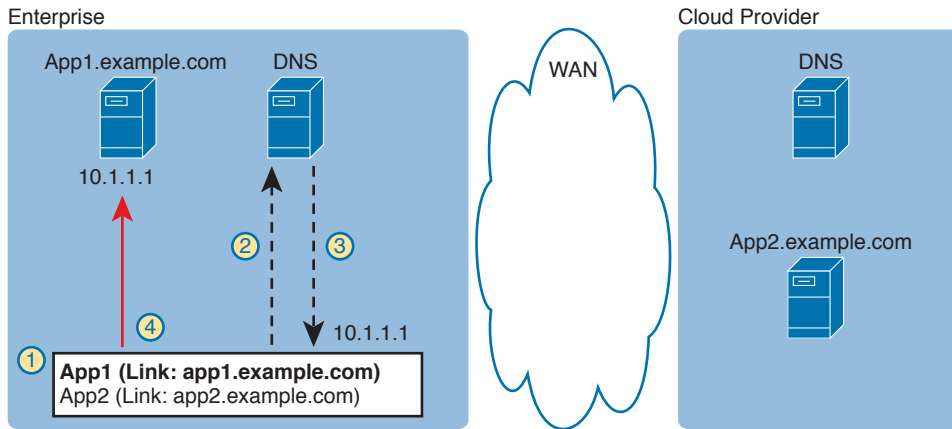 Enterprise
Cloud Provider
App1.example.com
DNS
WAN
DNS
10.1.1.1
2
3
App2.example.com
4
10.1.1.1
1
App1 (Link: app1.example.com)
App2 (Link: app2.example.com)